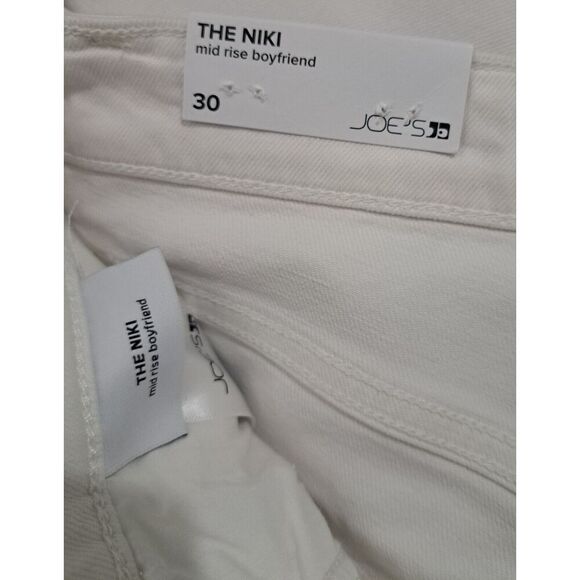 THE NIKI
mid rise boyfriend
30
JOE'S
THE NIKI
mid rise boyfriend
JOE'S